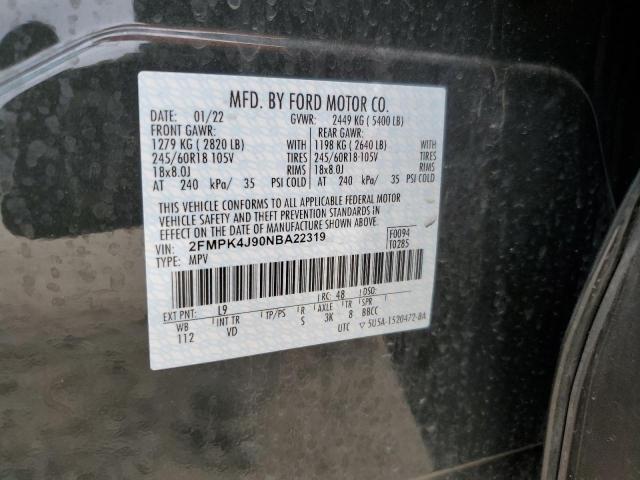 MFD. BY FORD MOTOR CO.
DATE: 01/22 GVWR: 2449 KG ( 5400 LB)
FRONT GAWR: REAR GAWR:
1279 KG ( 2820 LB) 1198 KG ( 2640 LB)
245/60R18 105V TIRES 245/60R18 105V TIRES
18x8.0J RIMS 18x8.0J RIMS
AT 240 kPa/ 35 PSI COLD AT 240 kPa/ 35 PSI COLD
THIS VEHICLE CONFORMS TO ALL APPLICABLE FEDERAL MOTOR
VEHICLE SAFETY AND THEFT PREVENTION STANDARDS IN
EFFECT ON THE DATE OF MANUFACTURE SHOWN ABOVE.
VIN: 2FMPK4J90NBA22319 F0094
TYPE: MPV T0285
EXT PNT: L9 RC: 48 DSO:
WB INT TR TP/PS R AXLE TR SPR
112 VD S 3K 8 BBCC
UTC ▽ 5U5A-1520472-BA